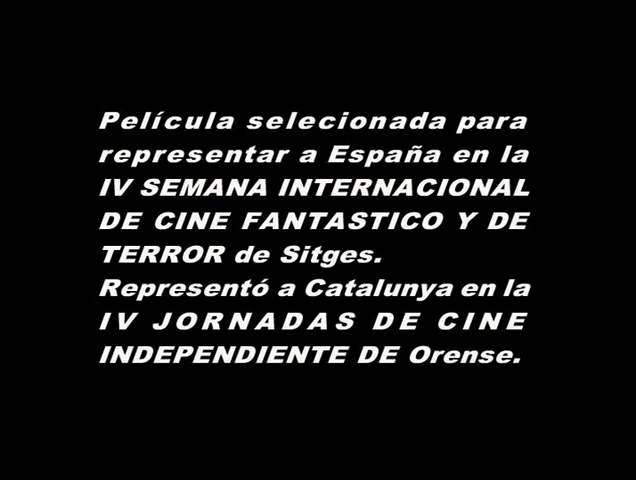 Película selecionada para
representar a España en la
IV SEMANA INTERNACIONAL
DE CINE FANTASTICO Y DE
TERROR de Sitges.
Representó a Catalunya en la
IV JORNADAS DE CINE
INDEPENDIENTE DE Orense.